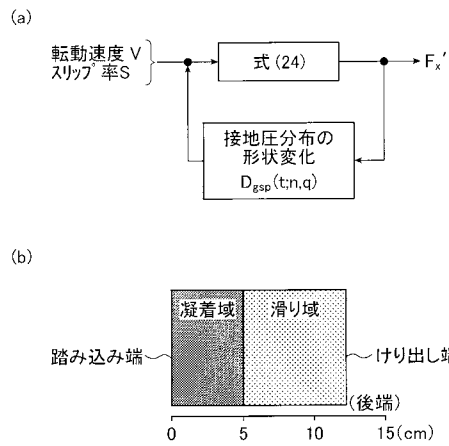 (a)
転動速度 V
スリップ率S
式(24)
Fx'
接地圧分布の
形状変化
Dgsp(t;n,q)
(b)
凝着域
滑り域
踏み込み端
けり出し端
(後端)
0 5 10 15(cm)